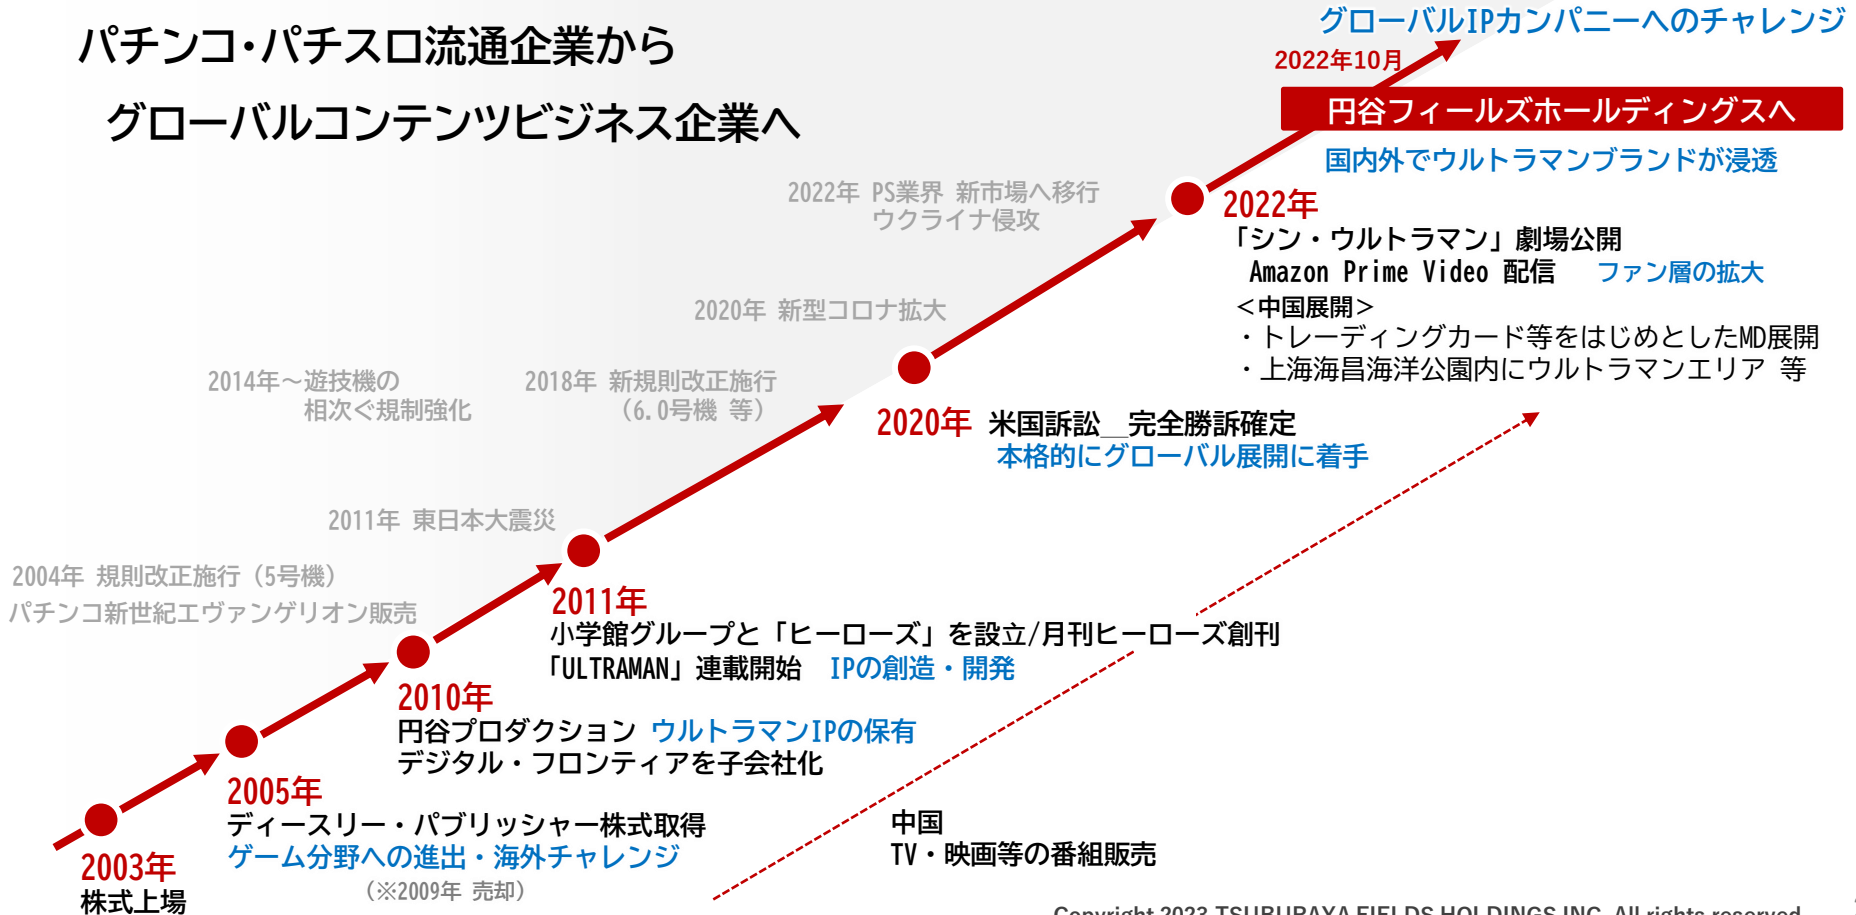 パチンコ・パチスロ流通企業から
グローバルコンテンツビジネス企業へ
グローバルIPカンパニーへのチャレンジ
2022年10月
円谷フィールズホールディングスへ
国内外でウルトラマンブランドが浸透
2022年 PS業界 新市場へ移行
ウクライナ侵攻
2022年
「シン・ウルトラマン」劇場公開
Amazon Prime Video 配信 ファン層の拡大
＜中国展開＞
・トレーディングカード等をはじめとしたMD展開
・上海海昌海洋公園内にウルトラマンエリア 等
2020年 新型コロナ拡大
2014年～遊技機の
相次ぐ規制強化
2018年 新規則改正施行
（6.0号機 等）
2020年 米国訴訟__完全勝訴確定
本格的にグローバル展開に着手
2011年 東日本大震災
2004年 規則改正施行（5号機）
パチンコ新世紀エヴァンゲリオン販売
2011年
小学館グループと「ヒーローズ」を設立/月刊ヒーローズ創刊
「ULTRAMAN」連載開始 IPの創造・開発
2010年
円谷プロダクション ウルトラマンIPの保有
デジタル・フロンティアを子会社化
2005年
ディースリー・パブリッシャー株式取得
ゲーム分野への進出・海外チャレンジ
（※2009年 売却）
中国
TV・映画等の番組販売
2003年
株式上場
Copyright 2023 TSUBURAYA FIELDS HOLDINGS INC. All rights reserved